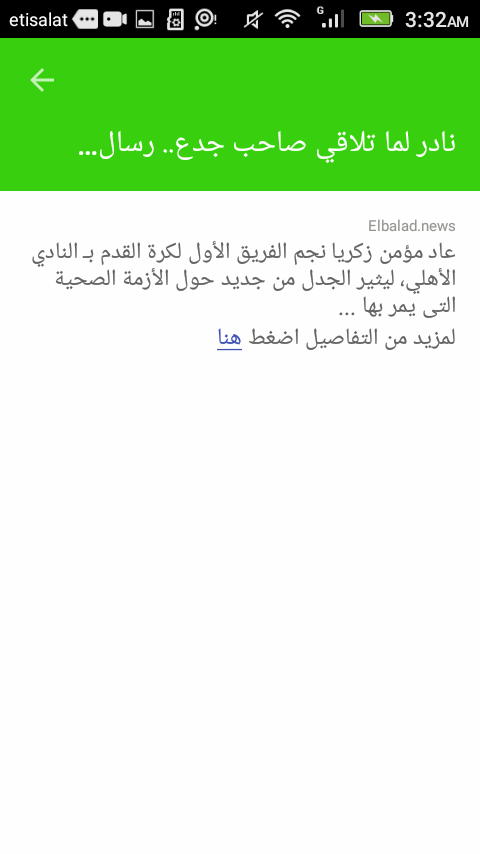 etisalat
G
3:32AM
نادر لما تلاقي صاحب جدع.. رسال...
Elbalad.news
عاد مؤمن زكريا نجم الفريق الأول لكرة القدم بـ النادي
الأهلي، ليثير الجدل من جديد حول الأزمة الصحية
التى يمر بها ...
لمزيد من التفاصيل اضغط هنا